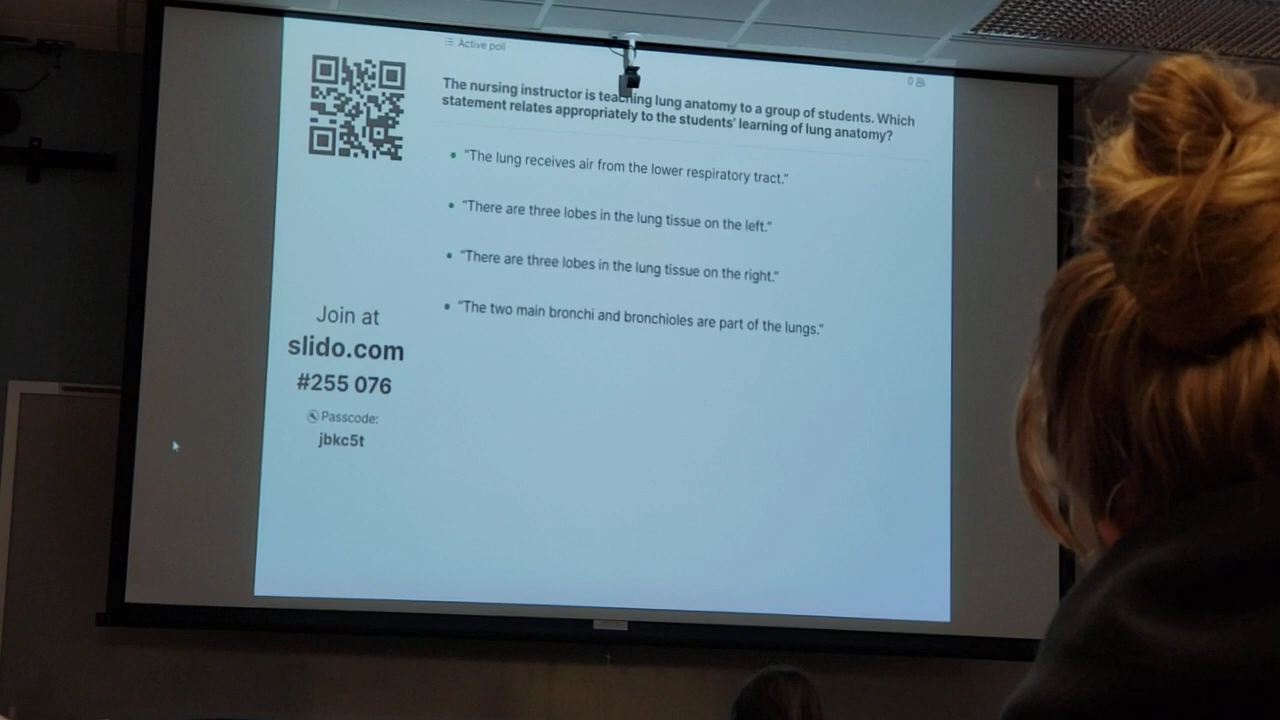 Active poll
0
The nursing instructor is teaching lung anatomy to a group of students. Which
statement relates appropriately to the students' learning of lung anatomy?
• "The lung receives air from the lower respiratory tract."
• "There are three lobes in the lung tissue on the left."
• "There are three lobes in the lung tissue on the right."
• "The two main bronchi and bronchioles are part of the lungs."
Join at
slido.com
#255 076
Passcode:
jbkc5t